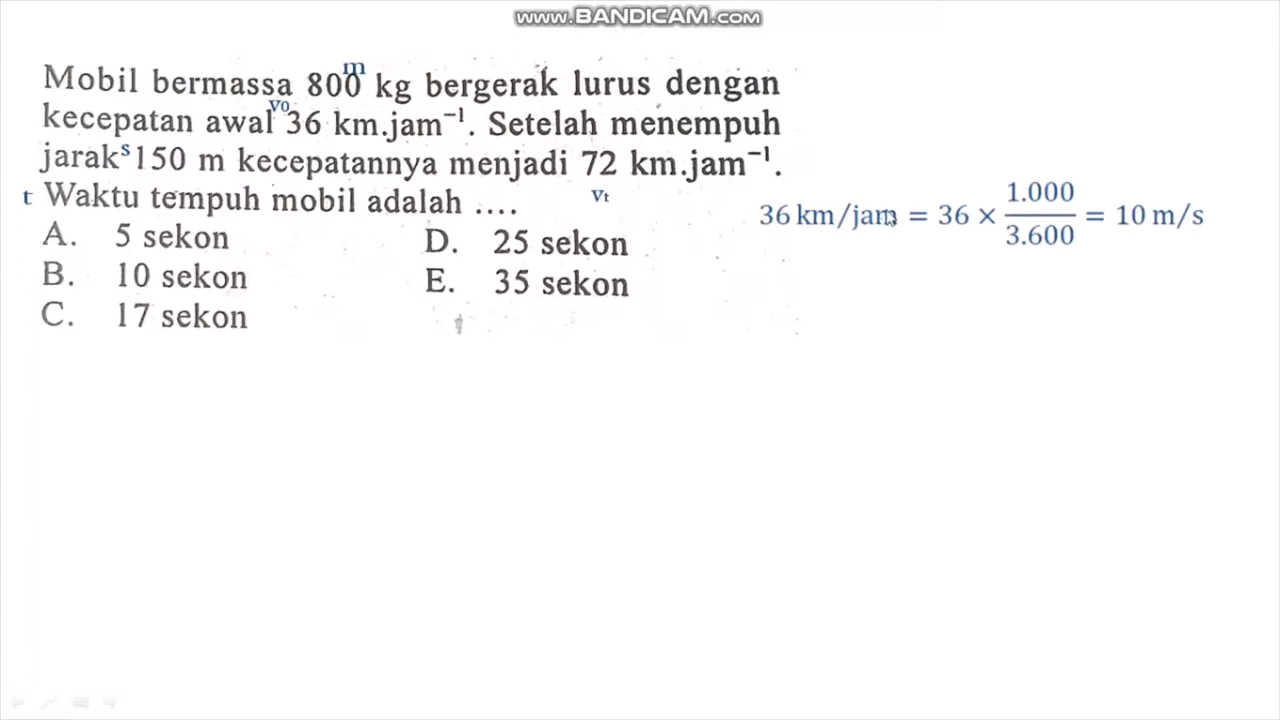 www.BANDICAM.com
Mobil bermassa 800 kg bergerak lurus dengan
m
kecepatan awal 36 km.jam⁻¹. Setelah menempuh
v0
jarak 150 m kecepatannya menjadi 72 km.jam⁻¹.
s
t Waktu tempuh mobil adalah ....
Vt
36 km/jam = 36 × 1.000/3.600 = 10 m/s
A. 5 sekon
B. 10 sekon
C. 17 sekon
D. 25 sekon
E. 35 sekon